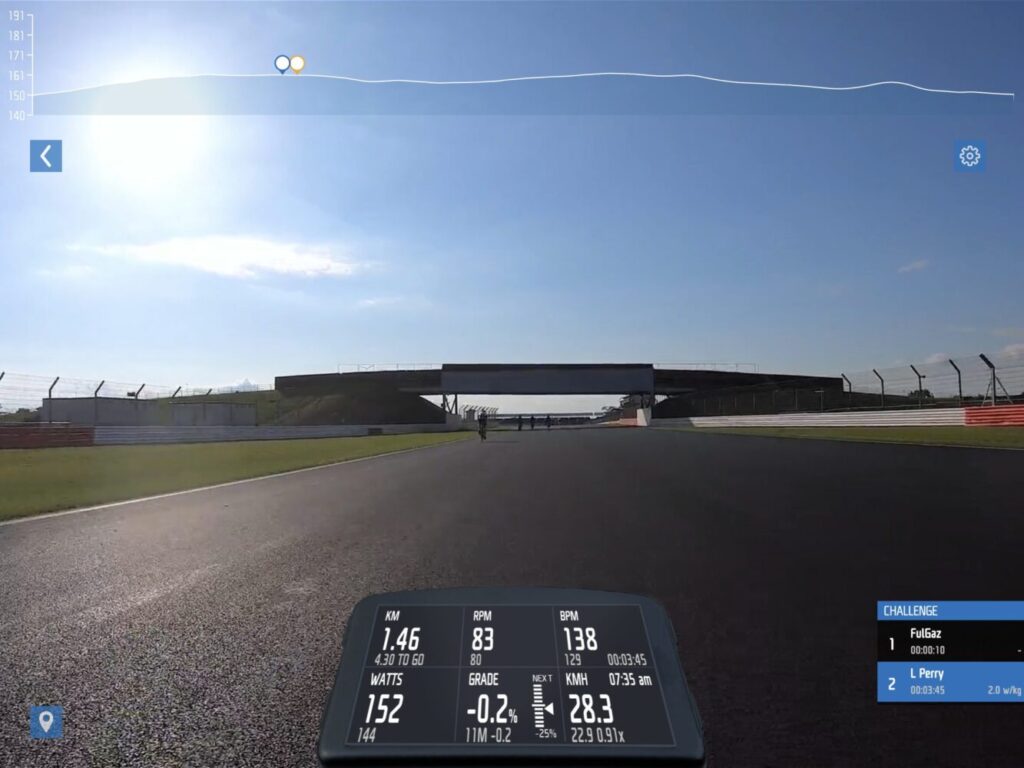 191
181
171
161
150
140
CHALLENGE
1 FulGaz
00:00:10 -
2 L Perry
00:03:45 2.0 w/kg
KM RPM BPM
1.46 83 138
4.30 TO GO 80 129 00:03:45
WATTS GRADE NEXT KMH 07:35 am
152 -0.2% 28.3
144 11M -0.2 -25% 22.9 0.91x